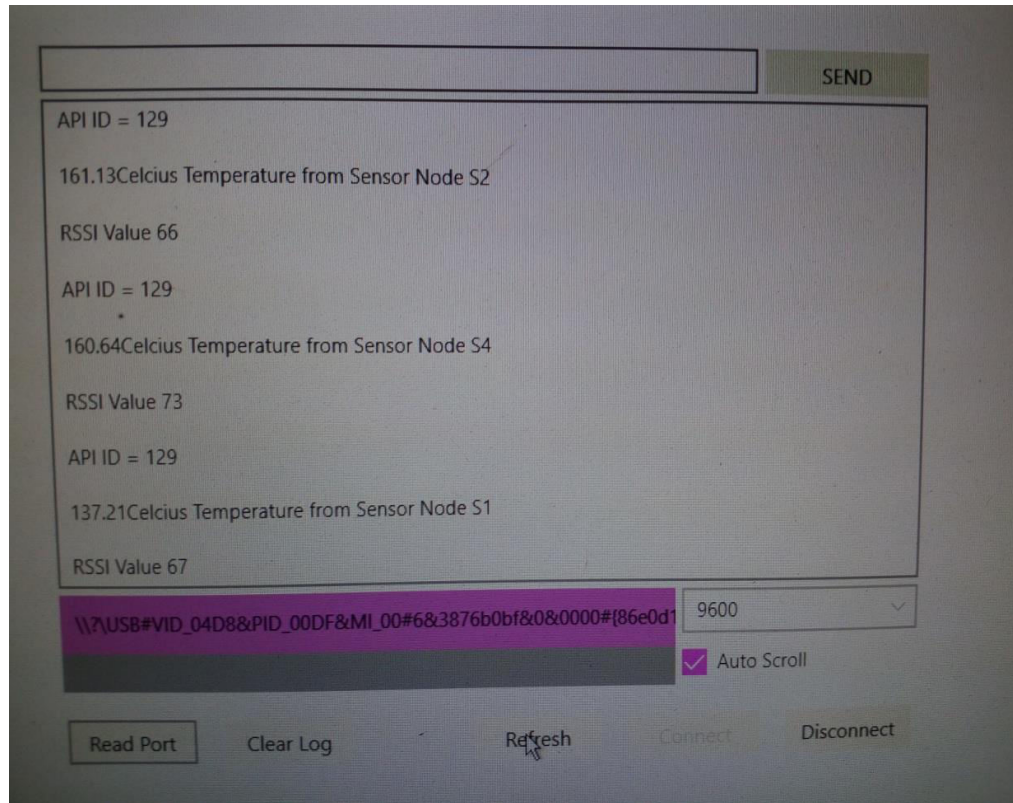 SEND
API ID = 129
161.13Celcius Temperature from Sensor Node S2
RSSI Value 66
API ID = 129
160.64Celcius Temperature from Sensor Node S4
RSSI Value 73
API ID = 129
137.21Celcius Temperature from Sensor Node S1
RSSI Value 67
\\?\USB#VID_04D8&PID_00DF&MI_00#6&3876b0bf&0&0000#{86e0d1
9600
Auto Scroll
Read Port
Clear Log
Refresh
Connect
Disconnect